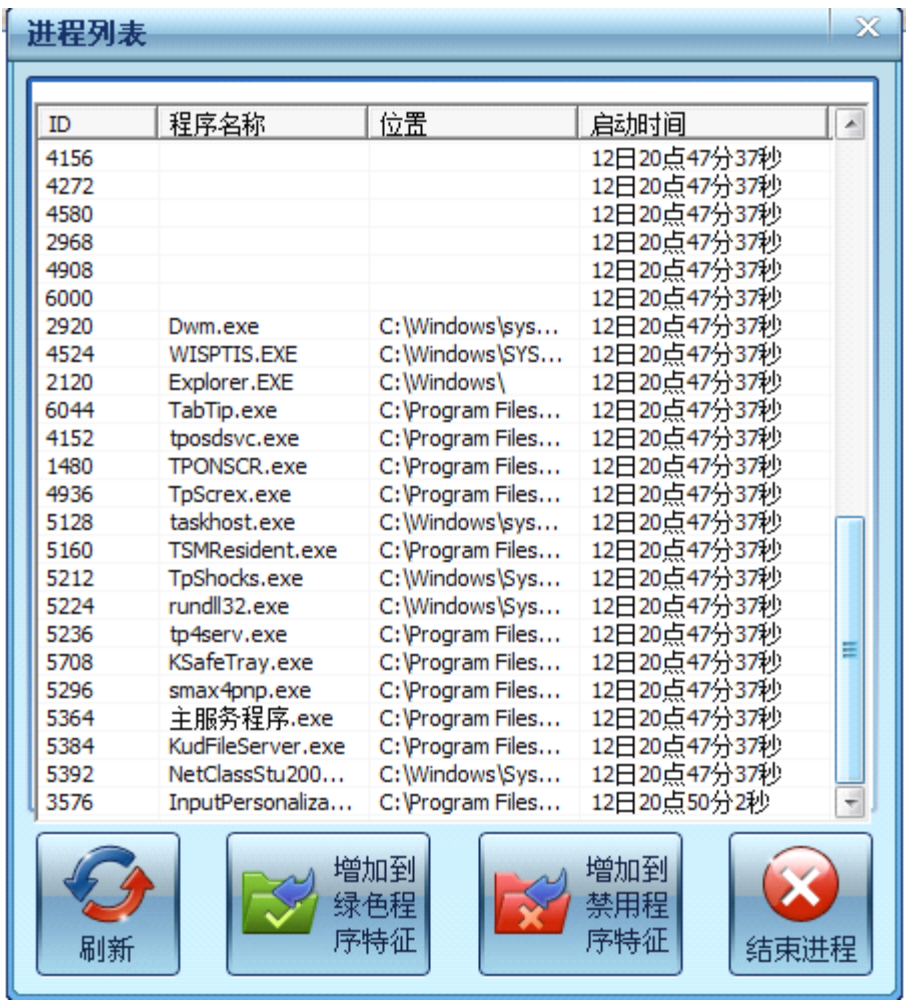 进程列表
ID 程序名称 位置 启动时间
4156 12日20点47分37秒
4272 12日20点47分37秒
4580 12日20点47分37秒
2968 12日20点47分37秒
4908 12日20点47分37秒
6000 12日20点47分37秒
2920 Dwm.exe C:\Windows\sys... 12日20点47分37秒
4524 WISPTIS.EXE C:\Windows\SYS... 12日20点47分37秒
2120 Explorer.EXE C:\Windows\ 12日20点47分37秒
6044 TabTip.exe C:\Program Files... 12日20点47分37秒
4152 tposdsvc.exe C:\Program Files... 12日20点47分37秒
1480 TPONSCR.exe C:\Program Files... 12日20点47分37秒
4936 TpScrex.exe C:\Program Files... 12日20点47分37秒
5128 taskhost.exe C:\Windows\sys... 12日20点47分37秒
5160 TSMResident.exe C:\Program Files... 12日20点47分37秒
5212 TpShocks.exe C:\Windows\Sys... 12日20点47分37秒
5224 rundll32.exe C:\Windows\Sys... 12日20点47分37秒
5236 tp4serv.exe C:\Program Files... 12日20点47分37秒
5708 KSafeTray.exe C:\Program Files... 12日20点47分37秒
5296 smax4pnp.exe C:\Program Files... 12日20点47分37秒
5364 主服务程序.exe C:\Program Files... 12日20点47分37秒
5384 KudFileServer.exe C:\Program Files... 12日20点47分37秒
5392 NetClassStu200... C:\Windows\Sys... 12日20点47分37秒
3576 InputPersonaliza... C:\Program Files... 12日20点50分2秒
刷新
增加到
绿色程
序特征
增加到
禁用程
序特征
结束进程